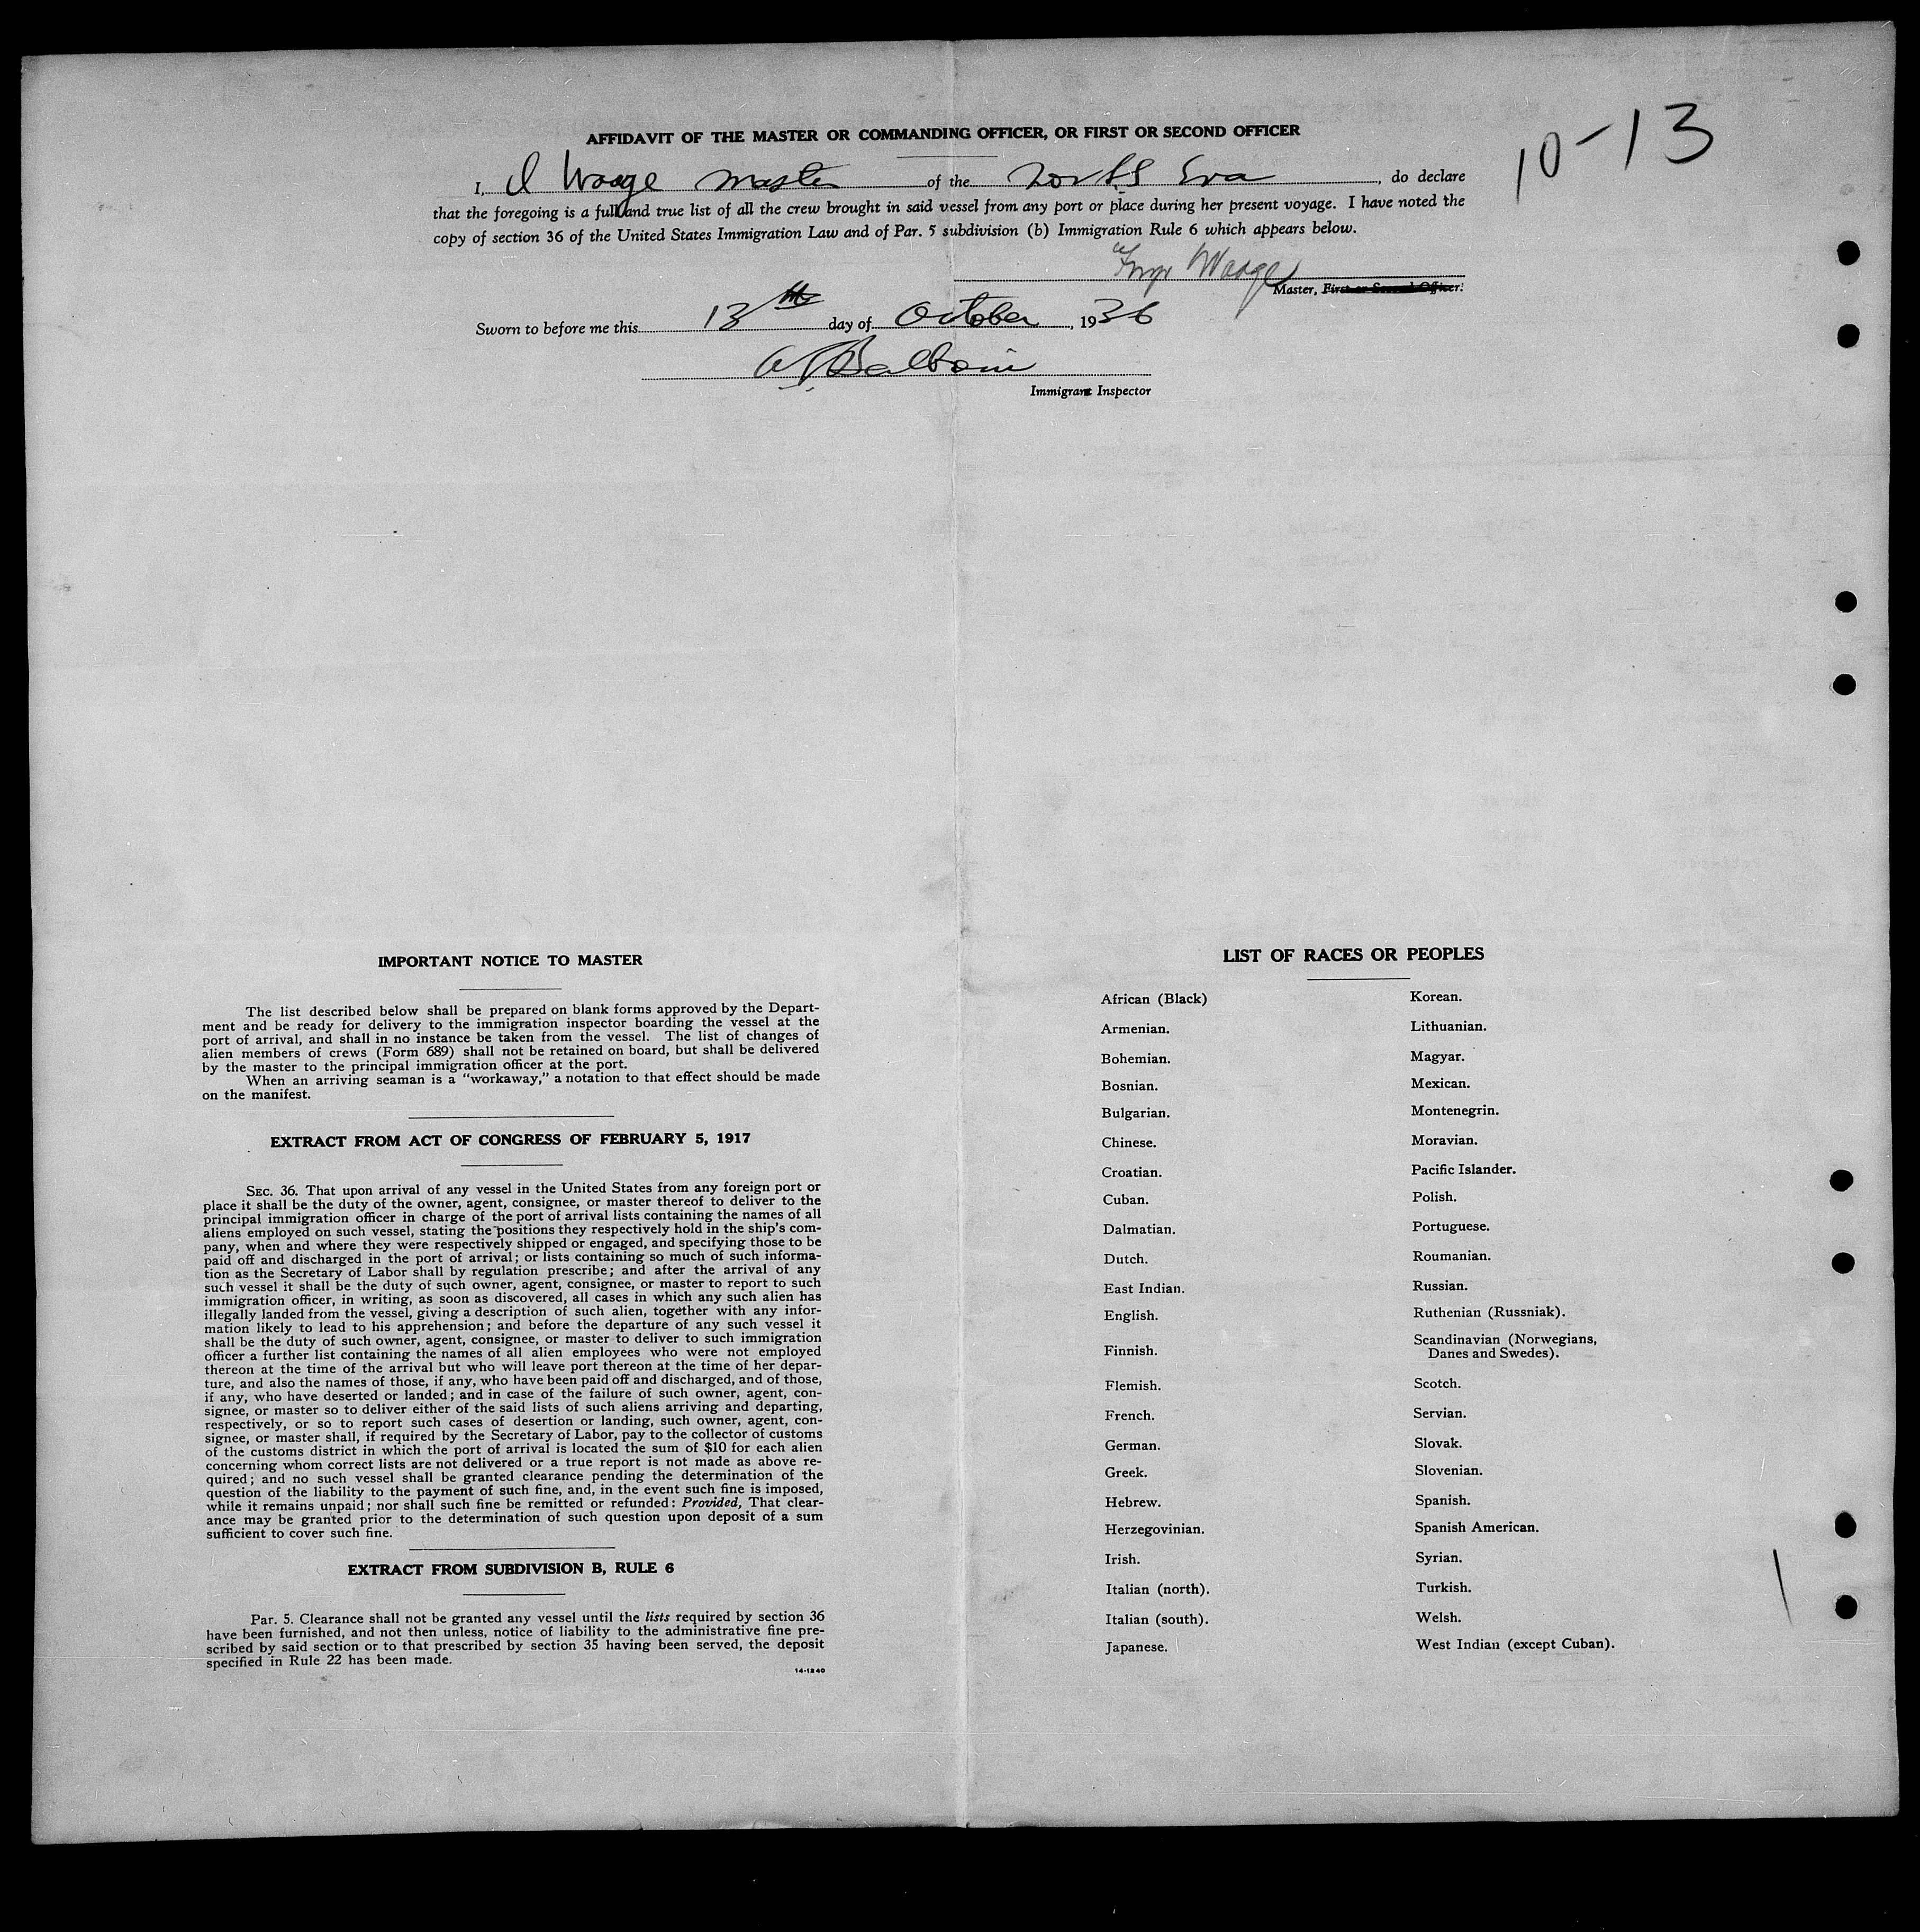 AFFIDAVIT OF THE MASTER OR COMMANDING OFFICER, OR FIRST OR SECOND OFFICER
10-13
I, I Waage Master of the Nor SS Eva, do declare
that the foregoing is a full and true list of all the crew brought in said vessel from any port or place during her present voyage. I have noted the
copy of section 36 of the United States Immigration Law and of Par. 5 subdivision (b) Immigration Rule 6 which appears below.
Waage
Master, First or Second Officer.
Sworn to before me this 13th day of October, 1936
Immigrant Inspector
IMPORTANT NOTICE TO MASTER
The list described below shall be prepared on blank forms approved by the Depart-
ment and be ready for delivery to the immigration inspector boarding the vessel at the
port of arrival, and shall in no instance be taken from the vessel. The list of changes of
alien members of crews (Form 689) shall not be retained on board, but shall be delivered
by the master to the principal immigration officer at the port.
When an arriving seaman is a “workaway,” a notation to that effect should be made
on the manifest.
EXTRACT FROM ACT OF CONGRESS OF FEBRUARY 5, 1917
SEC. 36. That upon arrival of any vessel in the United States from any foreign port or
place it shall be the duty of the owner, agent, consignee, or master thereof to deliver to the
principal immigration officer in charge of the port of arrival lists containing the names of all
aliens employed on such vessel, stating the positions they respectively hold in the ship's com-
pany, when and where they were respectively shipped or engaged, and specifying those to be
paid off and discharged in the port of arrival; or lists containing so much of such informa-
tion as the Secretary of Labor shall by regulation prescribe; and after the arrival of any
such vessel it shall be the duty of such owner, agent, consignee, or master to report to such
immigration officer, in writing, as soon as discovered, all cases in which any such alien has
illegally landed from the vessel, giving a description of such alien, together with any infor-
mation likely to lead to his apprehension; and before the departure of any such vessel it
shall be the duty of such owner, agent, consignee, or master to deliver to such immigration
officer a further list containing the names of all alien employees who were not employed
thereon at the time of the arrival but who will leave port thereon at the time of her depar-
ture, and also the names of those, if any, who have been paid off and discharged, and of those,
if any, who have deserted or landed; and in case of the failure of such owner, agent, con-
signee, or master so to deliver either of the said lists of such aliens arriving and departing,
respectively, or so to report such cases of desertion or landing, such owner, agent, con-
signee, or master shall, if required by the Secretary of Labor, pay to the collector of customs
of the customs district in which the port of arrival is located the sum of $10 for each alien
concerning whom correct lists are not delivered or a true report is not made as above re-
quired; and no such vessel shall be granted clearance pending the determination of the
question of the liability to the payment of such fine, and, in the event such fine is imposed,
while it remains unpaid; nor shall such fine be remitted or refunded: Provided, That clear-
ance may be granted prior to the determination of such question upon deposit of a sum
sufficient to cover such fine.
EXTRACT FROM SUBDIVISION B, RULE 6
Par. 5. Clearance shall not be granted any vessel until the lists required by section 36
have been furnished, and not then unless, notice of liability to the administrative fine pre-
scribed by said section or to that prescribed by section 35 having been served, the deposit
specified in Rule 22 has been made.
14-1240
LIST OF RACES OR PEOPLES
African (Black)
Armenian.
Bohemian.
Bosnian.
Bulgarian.
Chinese.
Croatian.
Cuban.
Dalmatian.
Dutch.
East Indian.
English.
Finnish.
Flemish.
French.
German.
Greek.
Hebrew.
Herzegovinian.
Irish.
Italian (north).
Italian (south).
Japanese.
Korean.
Lithuanian.
Magyar.
Mexican.
Montenegrin.
Moravian.
Pacific Islander.
Polish.
Portuguese.
Roumanian.
Russian.
Ruthenian (Russniak).
Scandinavian (Norwegians,
Danes and Swedes).
Scotch.
Servian.
Slovak.
Slovenian.
Spanish.
Spanish American.
Syrian.
Turkish.
Welsh.
West Indian (except Cuban).